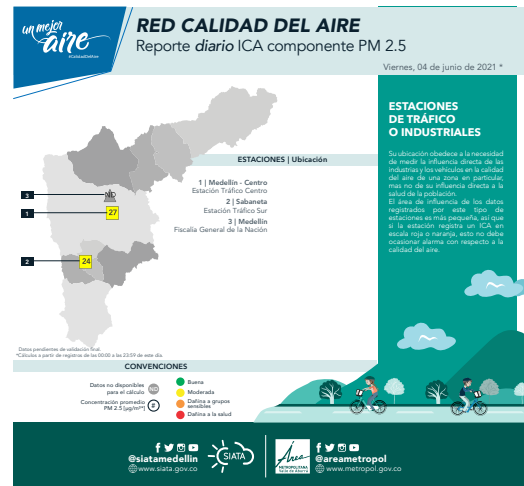 un mejor
aire
#CalidadDelAire
RED CALIDAD DEL AIRE
Reporte diario ICA componente PM 2.5
Viernes, 04 de junio de 2021 *
ESTACIONES
DE TRÁFICO
O INDUSTRIALES
Su ubicación obedece a la necesidad
de medir la influencia directa de las
industrias y los vehículos en la calidad
del aire de una zona en particular,
mas no de su influencia directa a la
salud de la población.
El área de influencia de los datos
registrados por este tipo de
estaciones es más pequeña, así que
si la estación registra un ICA en
escala roja o naranja, esto no debe
ocasionar alarma con respecto a la
calidad del aire.
ESTACIONES | Ubicación
1 | Medellín - Centro
Estación Tráfico Centro
2 | Sabaneta
Estación Tráfico Sur
3 | Medellín
Fiscalía General de la Nación
3
ND
1
27
2
24
Datos pendientes de validación final.
*Cálculos a partir de registros de las 00:00 a las 23:59 de este día.
CONVENCIONES
Datos no disponibles
para el cálculo
ND
Concentración promedio
PM 2.5 [µg/m³*]
#
Buena
Moderada
Dañina a grupos
sensibles
Dañina a la salud
@siatamedellin
www.siata.gov.co
SIATA
Área
METROPOLITANA
Valle de Aburrá
@areametropol
www.metropol.gov.co